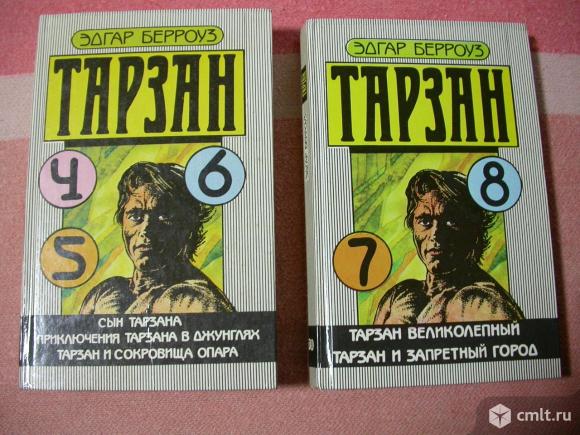 ЭДГАР БЕРРОУЗ
ТАРЗАН
4
6
5
СЫН ТАРЗАНА
ПРИКЛЮЧЕНИЯ ТАРЗАНА В ДЖУНГЛЯХ
ТАРЗАН И СОКРОВИЩА ОПАРА
ЭДГАР БЕРРОУЗ
ТАРЗАН
8
7
ТАРЗАН ВЕЛИКОЛЕПНЫЙ
ТАРЗАН И ЗАПРЕТНЫЙ ГОРОД
cmlt.ru